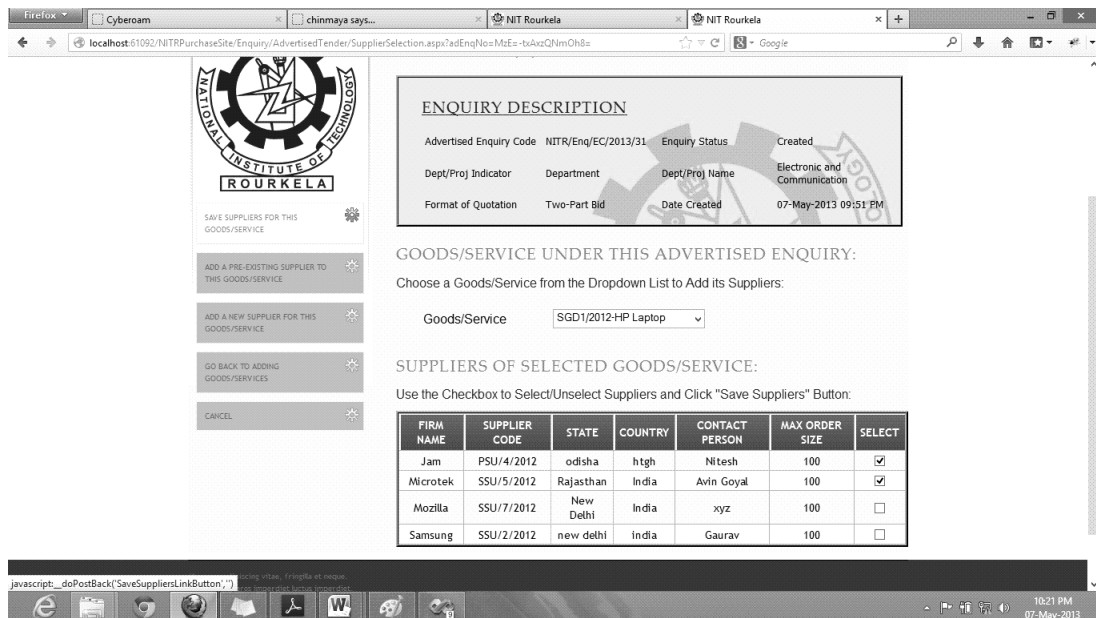 Firefox
Cyberoam
chinmaya says...
NIT Rourkela
NIT Rourkela
localhost:61092/NITRPurchaseSite/Enquiry/AdvertisedTender/SupplierSelection.aspx?adEnqNo=MzE=-txAxzQNmOh8=
Google
NATIONAL INSTITUTE OF TECHNOLOGY
ROURKELA
SAVE SUPPLIERS FOR THIS
GOODS/SERVICE
ADD A PRE-EXISTING SUPPLIER TO
THIS GOODS/SERVICE
ADD A NEW SUPPLIER FOR THIS
GOODS/SERVICE
GO BACK TO ADDING
GOODS/SERVICES
CANCEL
ENQUIRY DESCRIPTION
Advertised Enquiry Code NITR/Enq/EC/2013/31 Enquiry Status Created
Dept/Proj Indicator Department Dept/Proj Name Electronic and
Communication
Format of Quotation Two-Part Bid Date Created 07-May-2013 09:51 PM
GOODS/SERVICE UNDER THIS ADVERTISED ENQUIRY:
Choose a Goods/Service from the Dropdown List to Add its Suppliers:
Goods/Service SGD1/2012-HP Laptop
SUPPLIERS OF SELECTED GOODS/SERVICE:
Use the Checkbox to Select/Unselect Suppliers and Click "Save Suppliers" Button:
FIRM NAME SUPPLIER CODE STATE COUNTRY CONTACT PERSON MAX ORDER SIZE SELECT
Jam PSU/4/2012 odisha htgh Nitesh 100
Microtek SSU/5/2012 Rajasthan India Avin Goyal 100
Mozilla SSU/7/2012 New Delhi India xyz 100
Samsung SSU/2/2012 new delhi india Gaurav 100
vitae, fringilla et neque.
imperdiet luctus imperdiet
javascript:__doPostBack('SaveSuppliersLinkButton','')
10:21 PM
07-May-2013